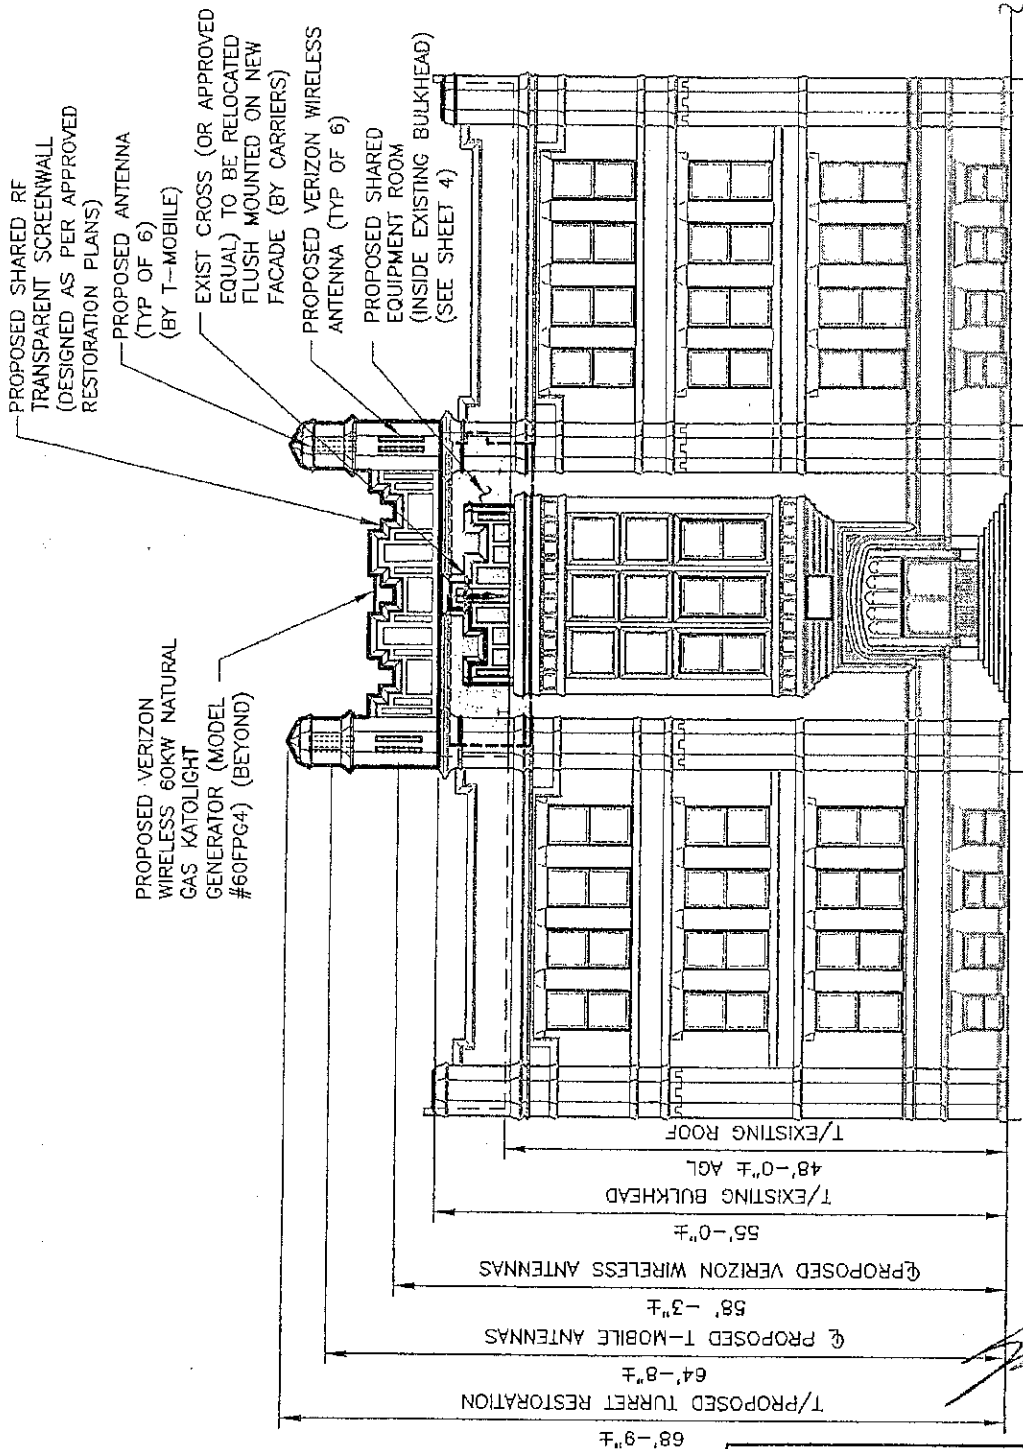 PROPOSED SHARED RF
TRANSPARENT SCREENWALL
(DESIGNED AS PER APPROVED
RESTORATION PLANS)
PROPOSED ANTENNA
(TYP OF 6)
(BY T-MOBILE)
EXIST CROSS (OR APPROVED
EQUAL) TO BE RELOCATED
FLUSH MOUNTED ON NEW
FACADE (BY CARRIERS)
PROPOSED VERIZON WIRELESS
ANTENNA (TYP OF 6)
PROPOSED SHARED
EQUIPMENT ROOM
(INSIDE EXISTING BULKHEAD)
(SEE SHEET 4)
PROPOSED VERIZON
WIRELESS 60KW NATURAL
GAS KATOLIGHT
GENERATOR (MODEL
#60FPG4) (BEYOND)
T/EXISTING ROOF
48'-0"± AGL
T/EXISTING BULKHEAD
55'-0"±
℄PROPOSED VERIZON WIRELESS ANTENNAS
58' -3"±
℄ PROPOSED T-MOBILE ANTENNAS
64'-8"±
T/PROPOSED TURRET RESTORATION
68'-9"±